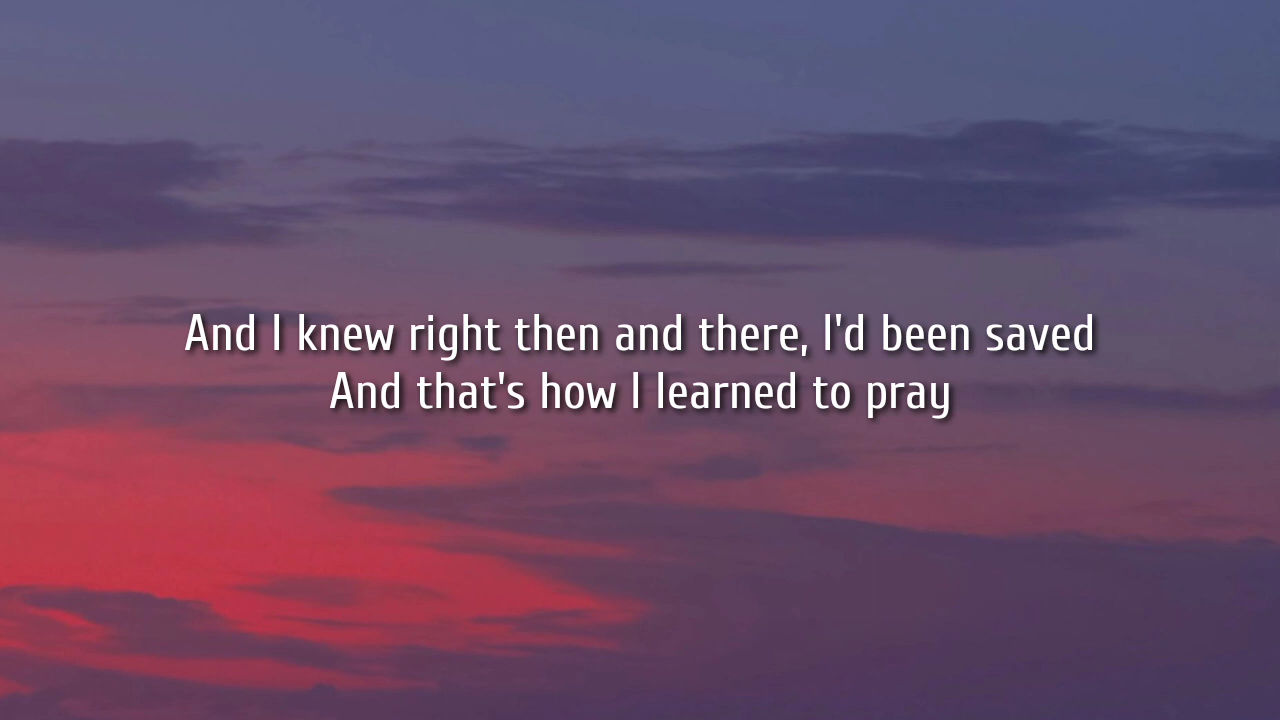 And I knew right then and there, I'd been saved
And that's how I learned to pray